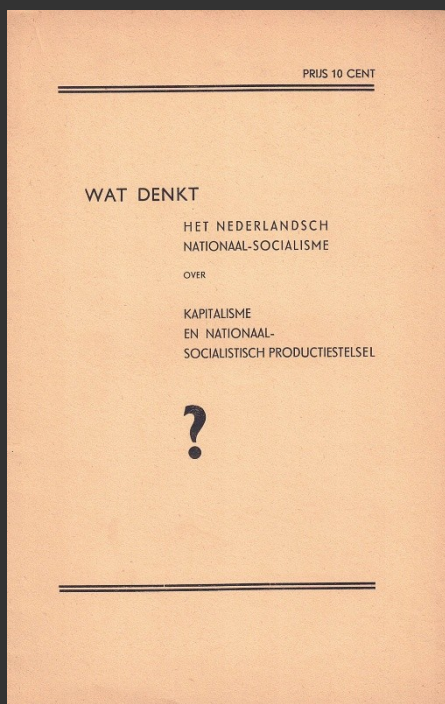 PRIJS 10 CENT
WAT DENKT
HET NEDERLANDSCH
NATIONAAL-SOCIALISME
OVER
KAPITALISME
EN NATIONAAL-
SOCIALISTISCH PRODUCTIESTELSEL
?